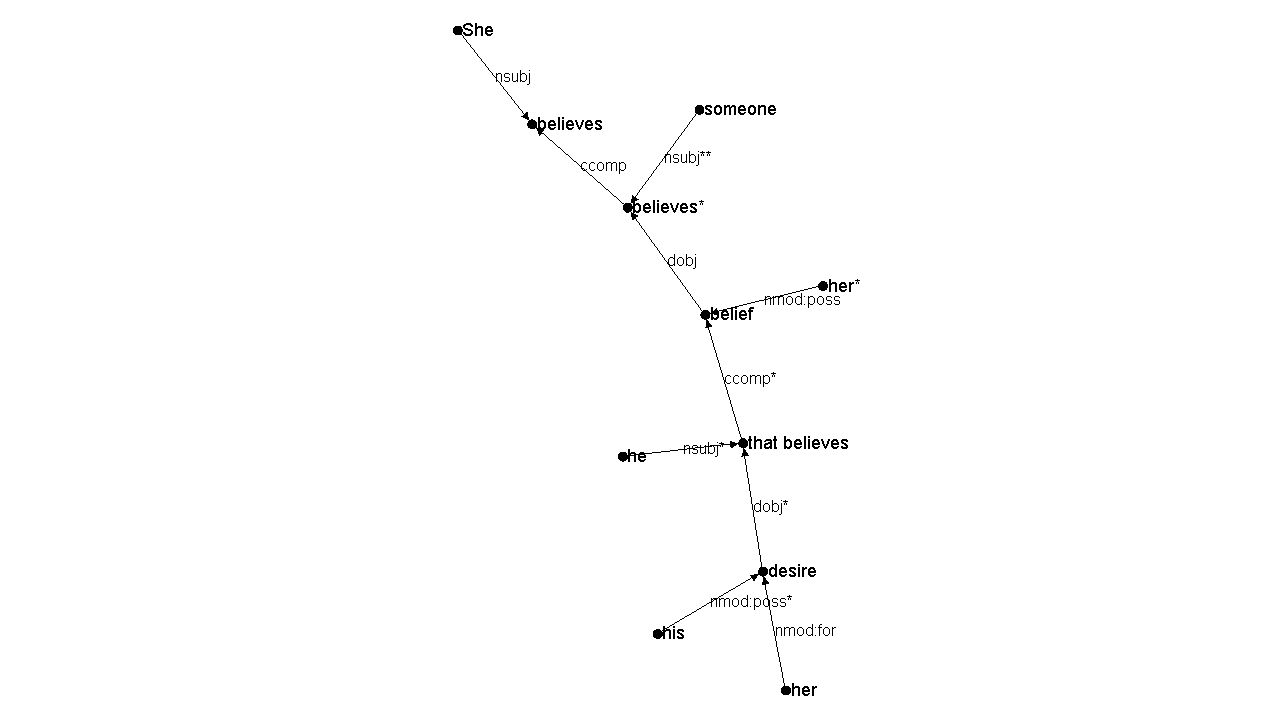 She
nsubj
someone
believes
nsubj**
ccomp
believes*
dobj
her*
nmod:poss
belief
ccomp*
that believes
nsubj*
he
dobj*
desire
nmod:poss*
nmod:for
his
her